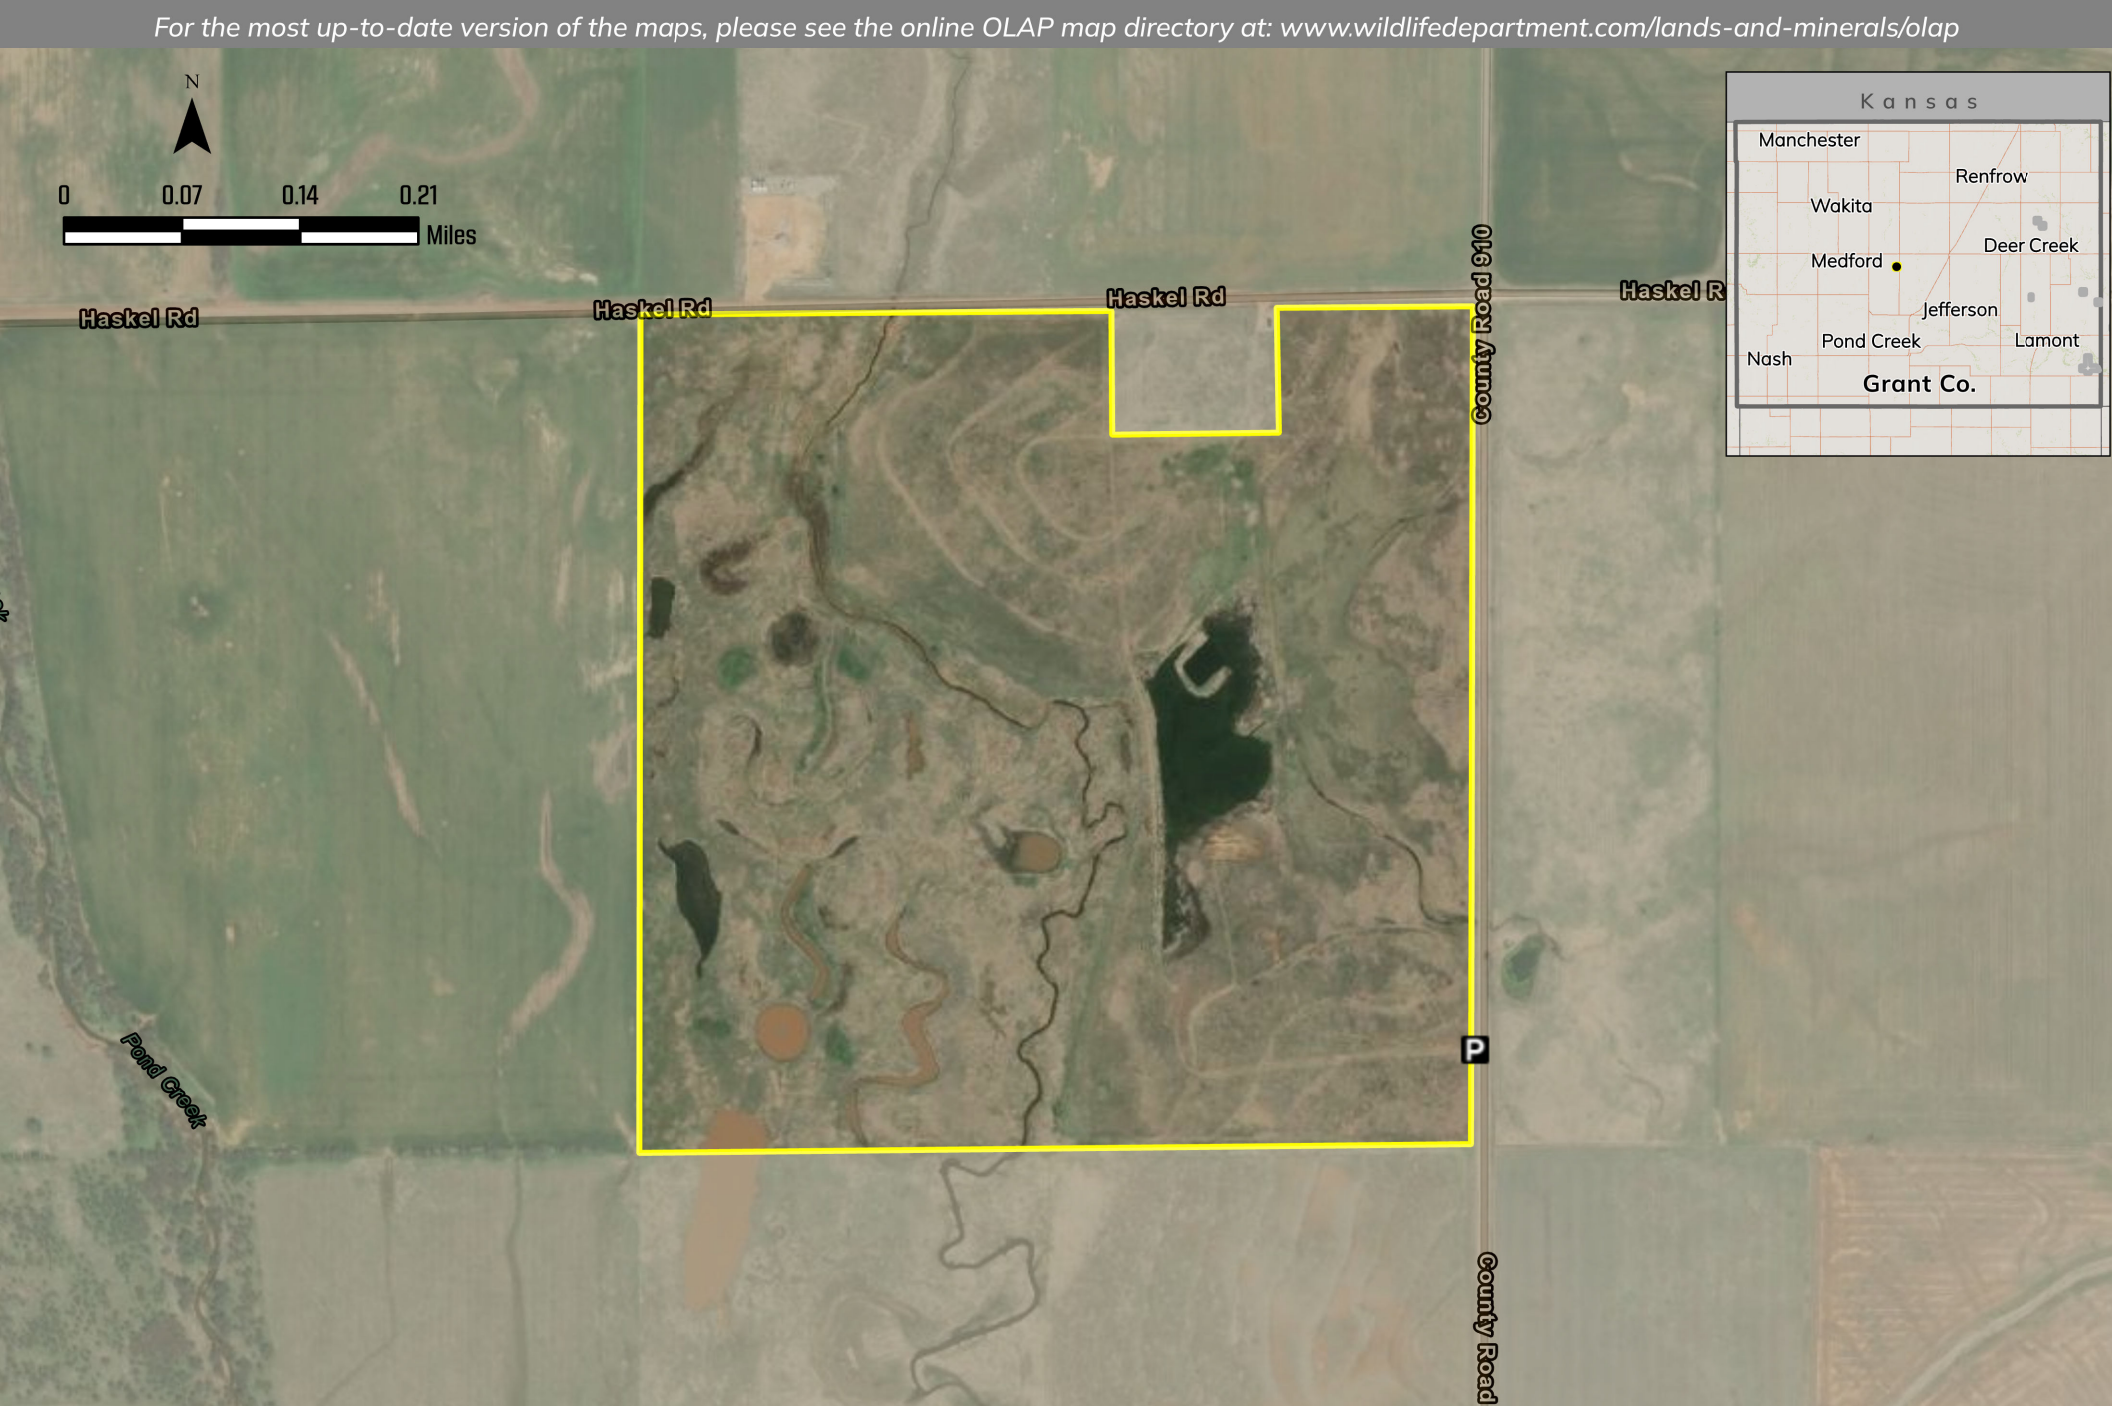 For the most up-to-date version of the maps, please see the online OLAP map directory at: www.wildlifedepartment.com/lands-and-minerals/olap
N
0 0.07 0.14 0.21
Miles
Kansas
Manchester
Renfrow
Wakita
Deer Creek
Medford
Jefferson
Pond Creek
Lamont
Nash
Grant Co.
Haskel Rd
Haskel Rd
Haskel Rd
Haskel R
County Road 910
P
Pond Creek
County Road